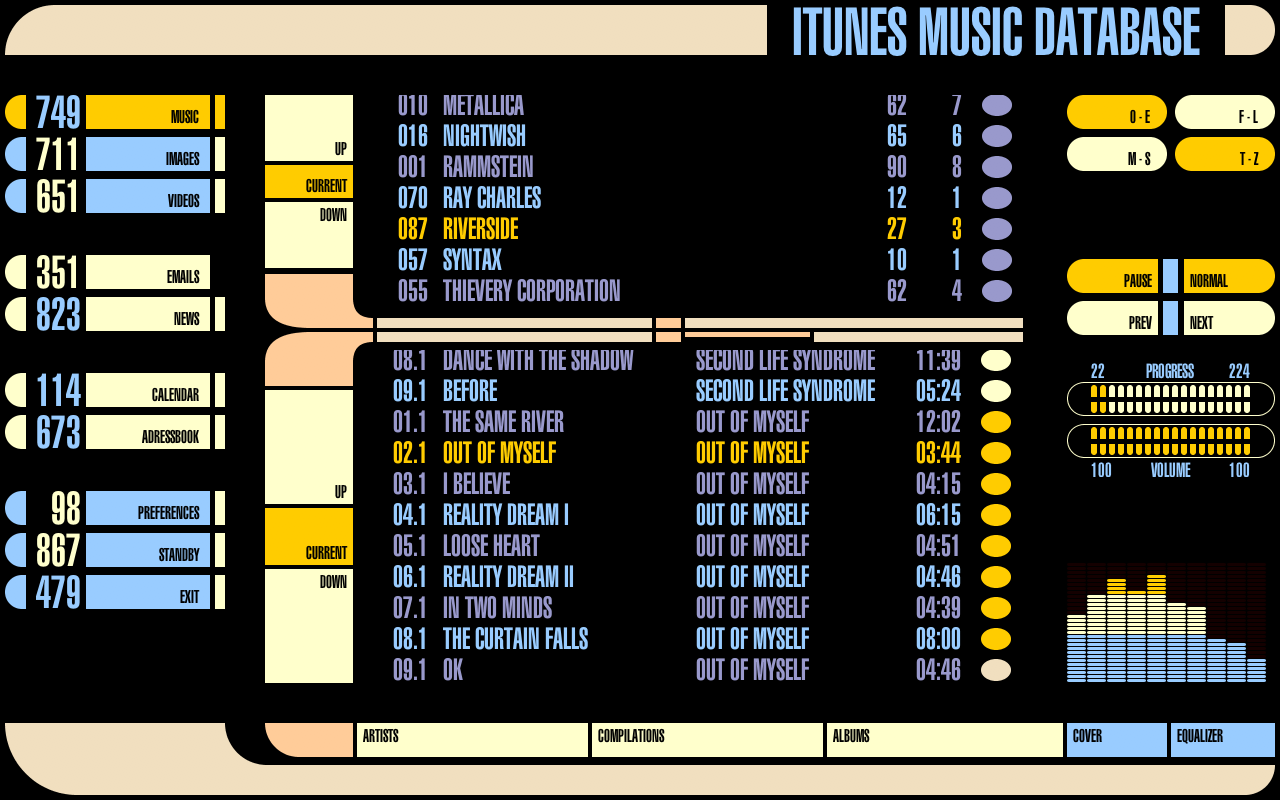 ITUNES MUSIC DATABASE
749 MUSIC
711 IMAGES
651 VIDEOS
351 EMAILS
823 NEWS
114 CALENDAR
673 ADRESSBOOK
98 PREFERENCES
867 STANDBY
479 EXIT
UP
CURRENT
DOWN
010 METALLICA 62 7
016 NIGHTWISH 65 6
001 RAMMSTEIN 90 8
070 RAY CHARLES 12 1
087 RIVERSIDE 27 3
057 SYNTAX 10 1
055 THIEVERY CORPORATION 62 4
UP
CURRENT
DOWN
08.1 DANCE WITH THE SHADOW SECOND LIFE SYNDROME 11:39
09.1 BEFORE SECOND LIFE SYNDROME 05:24
01.1 THE SAME RIVER OUT OF MYSELF 12:02
02.1 OUT OF MYSELF OUT OF MYSELF 03:44
03.1 I BELIEVE OUT OF MYSELF 04:15
04.1 REALITY DREAM I OUT OF MYSELF 06:15
05.1 LOOSE HEART OUT OF MYSELF 04:51
06.1 REALITY DREAM II OUT OF MYSELF 04:46
07.1 IN TWO MINDS OUT OF MYSELF 04:39
08.1 THE CURTAIN FALLS OUT OF MYSELF 08:00
09.1 OK OUT OF MYSELF 04:46
O - E F - L
M - S T - Z
PAUSE NORMAL
PREV NEXT
22 PROGRESS 224
100 VOLUME 100
ARTISTS COMPILATIONS ALBUMS COVER EQUALIZER